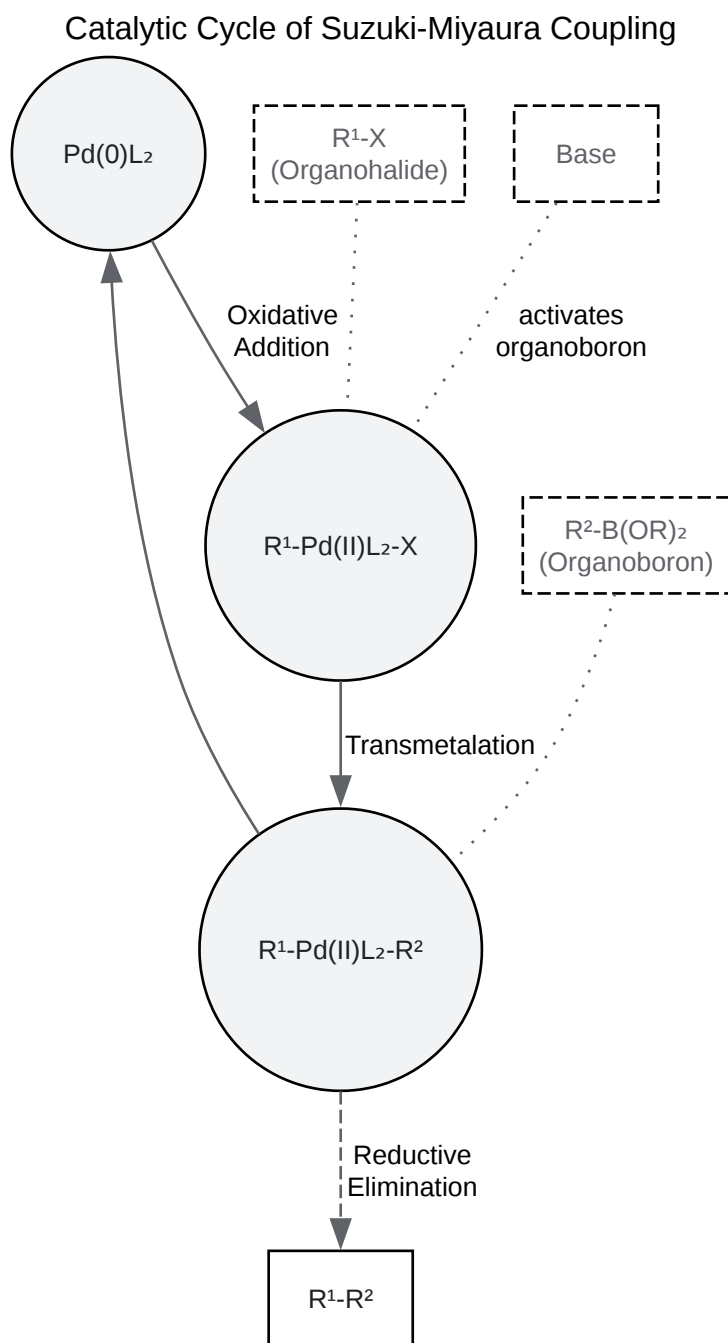 Catalytic Cycle of Suzuki-Miyaura Coupling
Pd(0)L₂
R¹-X
(Organohalide)
Base
Oxidative
Addition
activates
organoboron
R¹-Pd(II)L₂-X
R²-B(OR)₂
(Organoboron)
Transmetalation
R¹-Pd(II)L₂-R²
Reductive
Elimination
R¹-R²